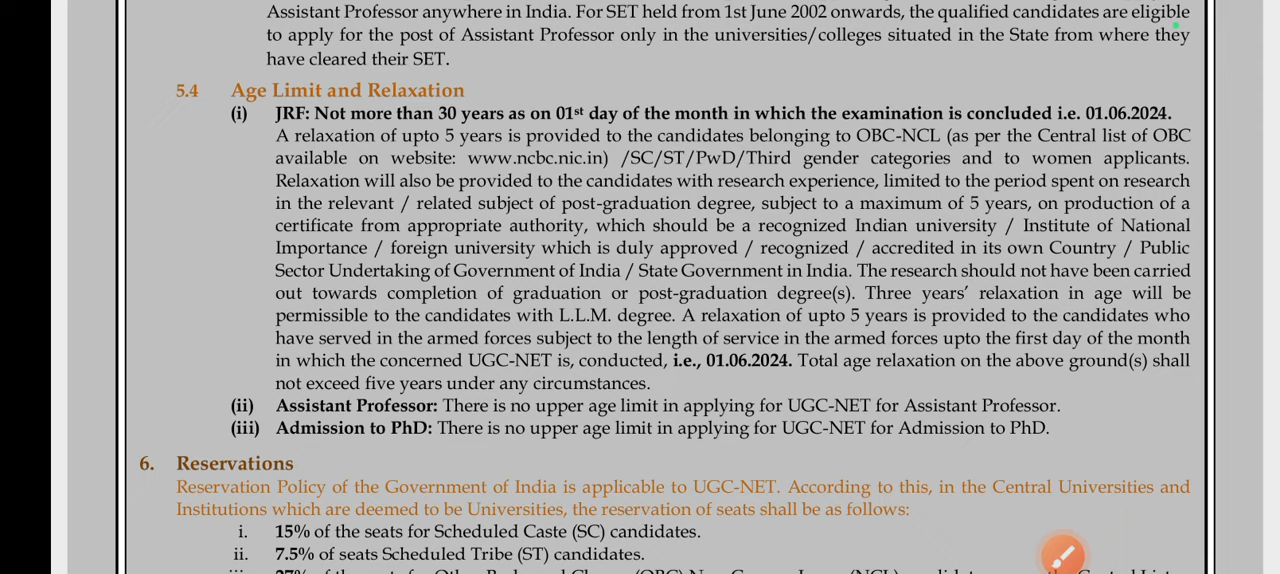 Assistant Professor anywhere in India. For SET held from 1st June 2002 onwards, the qualified candidates are eligible
to apply for the post of Assistant Professor only in the universities/colleges situated in the State from where they
have cleared their SET.
5.4 Age Limit and Relaxation
(i) JRF: Not more than 30 years as on 01st day of the month in which the examination is concluded i.e. 01.06.2024.
A relaxation of upto 5 years is provided to the candidates belonging to OBC-NCL (as per the Central list of OBC
available on website: www.ncbc.nic.in) /SC/ST/PwD/Third gender categories and to women applicants.
Relaxation will also be provided to the candidates with research experience, limited to the period spent on research
in the relevant / related subject of post-graduation degree, subject to a maximum of 5 years, on production of a
certificate from appropriate authority, which should be a recognized Indian university / Institute of National
Importance / foreign university which is duly approved / recognized / accredited in its own Country / Public
Sector Undertaking of Government of India / State Government in India. The research should not have been carried
out towards completion of graduation or post-graduation degree(s). Three years' relaxation in age will be
permissible to the candidates with L.L.M. degree. A relaxation of upto 5 years is provided to the candidates who
have served in the armed forces subject to the length of service in the armed forces upto the first day of the month
in which the concerned UGC-NET is, conducted, i.e., 01.06.2024. Total age relaxation on the above ground(s) shall
not exceed five years under any circumstances.
(ii) Assistant Professor: There is no upper age limit in applying for UGC-NET for Assistant Professor.
(iii) Admission to PhD: There is no upper age limit in applying for UGC-NET for Admission to PhD.
6. Reservations
Reservation Policy of the Government of India is applicable to UGC-NET. According to this, in the Central Universities and
Institutions which are deemed to be Universities, the reservation of seats shall be as follows:
i. 15% of the seats for Scheduled Caste (SC) candidates.
ii. 7.5% of seats Scheduled Tribe (ST) candidates.